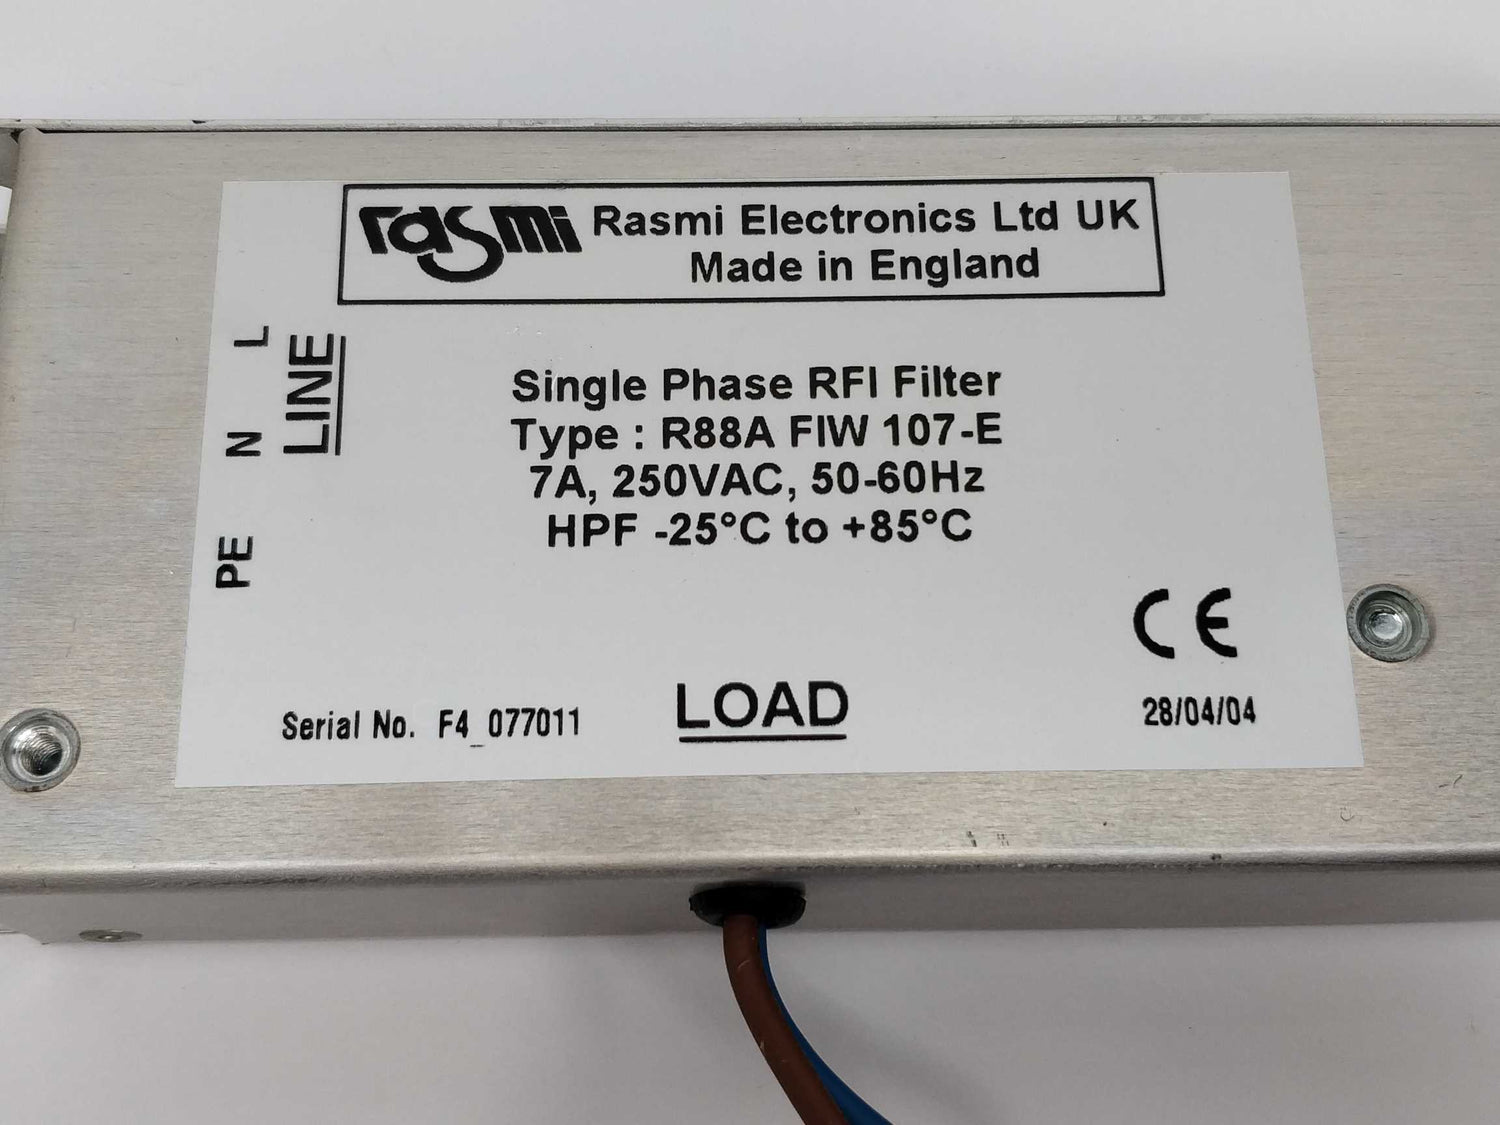 rasmi Rasmi Electronics Ltd UK
Made in England
L
N
PE
LINE
Single Phase RFI Filter
Type : R88A FIW 107-E
7A, 250VAC, 50-60Hz
HPF -25°C to +85°C
CE
LOAD
Serial No. F4_077011
28/04/04